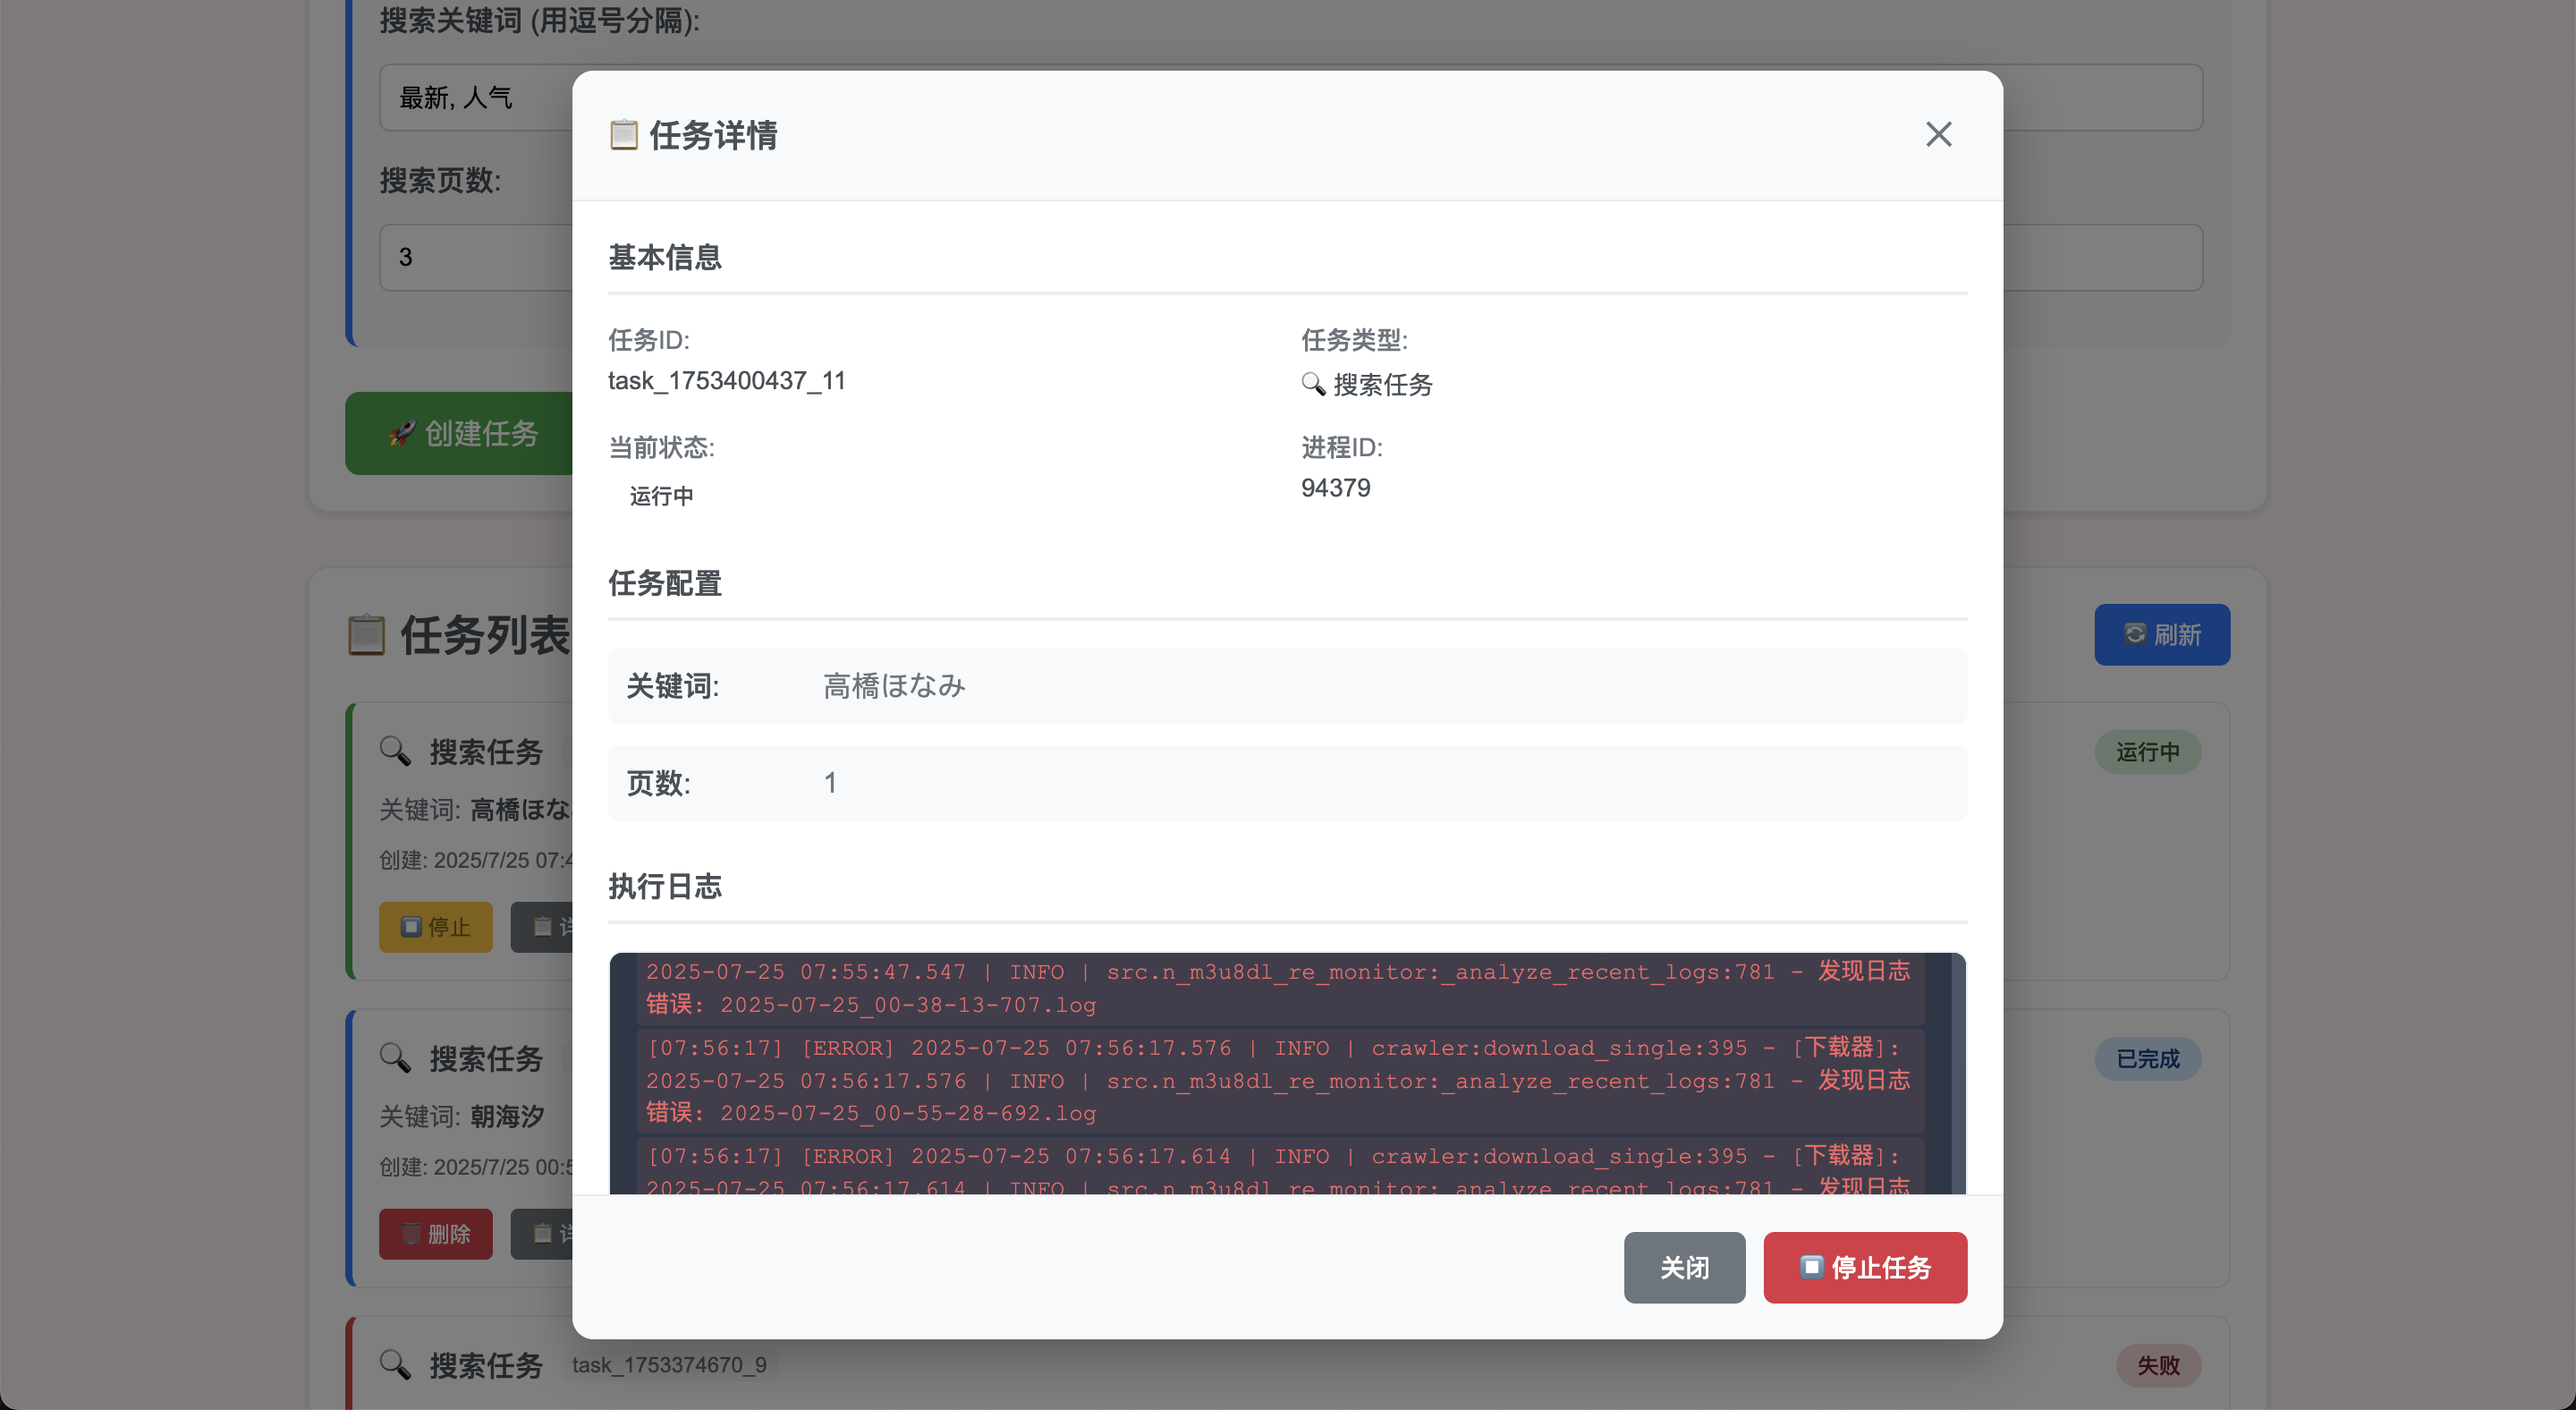 搜索关键词 (用逗号分隔):
最新, 人气
搜索页数:
3
🚀 创建任务
📋 任务列表
🔄 刷新
🔍 搜索任务
运行中
关键词: 高橋ほな
创建: 2025/7/25 07:4
⏹️ 停止
📋 详
🔍 搜索任务
已完成
关键词: 朝海汐
创建: 2025/7/25 00:5
🗑️ 删除
📋 详
🔍 搜索任务 task_1753374670_9
失败
📋 任务详情
×
基本信息
任务ID:
task_1753400437_11
任务类型:
🔍 搜索任务
当前状态:
运行中
进程ID:
94379
任务配置
关键词: 高橋ほなみ
页数: 1
执行日志
2025-07-25 07:55:47.547 | INFO | src.n_m3u8dl_re_monitor:_analyze_recent_logs:781 - 发现日志
错误: 2025-07-25_00-38-13-707.log
[07:56:17] [ERROR] 2025-07-25 07:56:17.576 | INFO | crawler:download_single:395 - [下载器]:
2025-07-25 07:56:17.576 | INFO | src.n_m3u8dl_re_monitor:_analyze_recent_logs:781 - 发现日志
错误: 2025-07-25_00-55-28-692.log
[07:56:17] [ERROR] 2025-07-25 07:56:17.614 | INFO | crawler:download_single:395 - [下载器]:
2025-07-25 07:56:17.614 | INFO | src.n_m3u8dl_re_monitor:_analyze_recent_logs:781 - 发现日志
关闭
⏹️ 停止任务